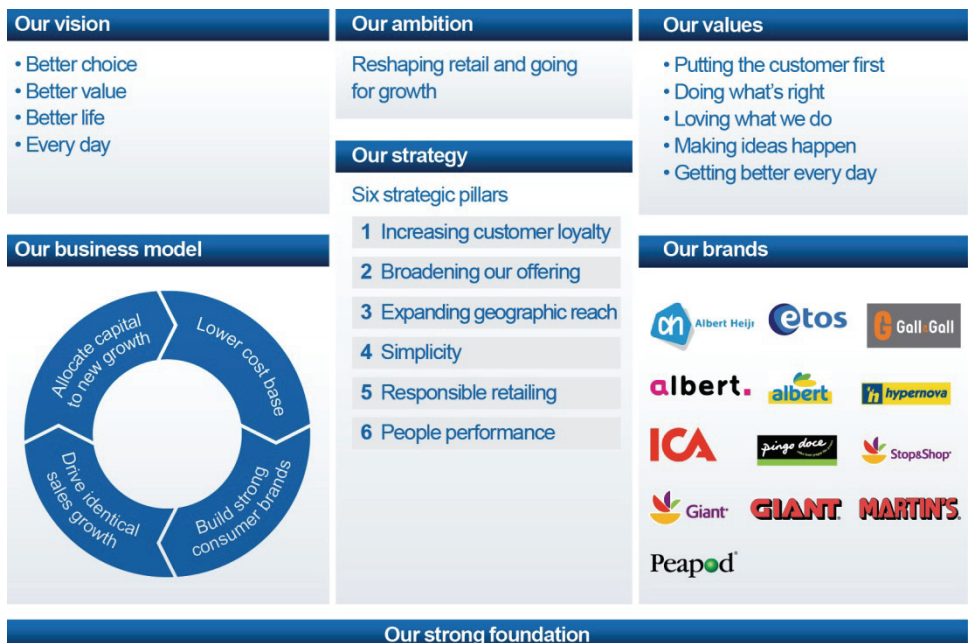 Our vision
• Better choice
• Better value
• Better life
• Every day
Our ambition
Reshaping retail and going
for growth
Our values
• Putting the customer first
• Doing what's right
• Loving what we do
• Making ideas happen
• Getting better every day
Our business model
Allocate capital
to new growth
Lower cost base
Build strong
consumer brands
Drive identical
sales growth
Our strategy
Six strategic pillars
1 Increasing customer loyalty
2 Broadening our offering
3 Expanding geographic reach
4 Simplicity
5 Responsible retailing
6 People performance
Our brands
ah Albert Heijn
etos
G Gall&Gall
albert.
albert
h hypernova
ICA
pingo doce
Stop&Shop
Giant
GIANT
MARTIN'S
Peapod
Our strong foundation